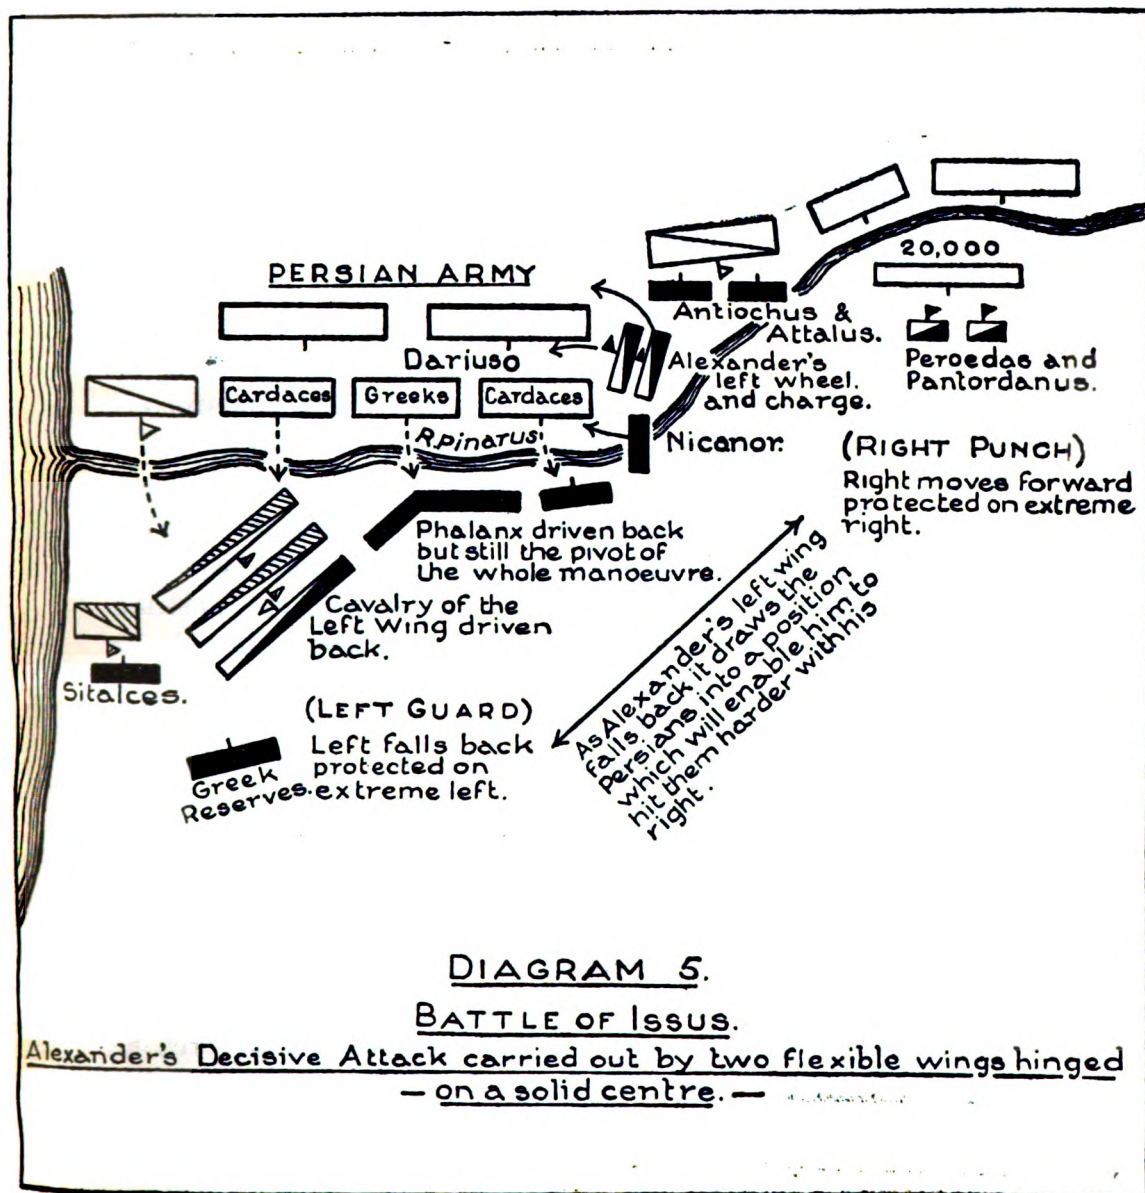 20,000
PERSIAN ARMY
Antiochus &
Attalus.
Peroedas and
Pantordanus.
Dariuso
Alexander's
left wheel.
and charge.
Cardaces
Greeks
Cardaces
R.Pinarus
Nicanor.
(RIGHT PUNCH)
Right moves forward
protected on extreme
right.
Phalanx driven back
but still the pivot of
the whole manoeuvre.
Cavalry of the
Left Wing driven
back.
Sitalces.
(LEFT GUARD)
Left falls back
protected on
extreme left.
Greek
Reserves.
As Alexander's left wing
falls back it draws the
Persians into a position
which will enable him to
hit them harder with his
right.
DIAGRAM 5.
BATTLE OF ISSUS.
Alexander's Decisive Attack carried out by two flexible wings hinged
— on a solid centre. —